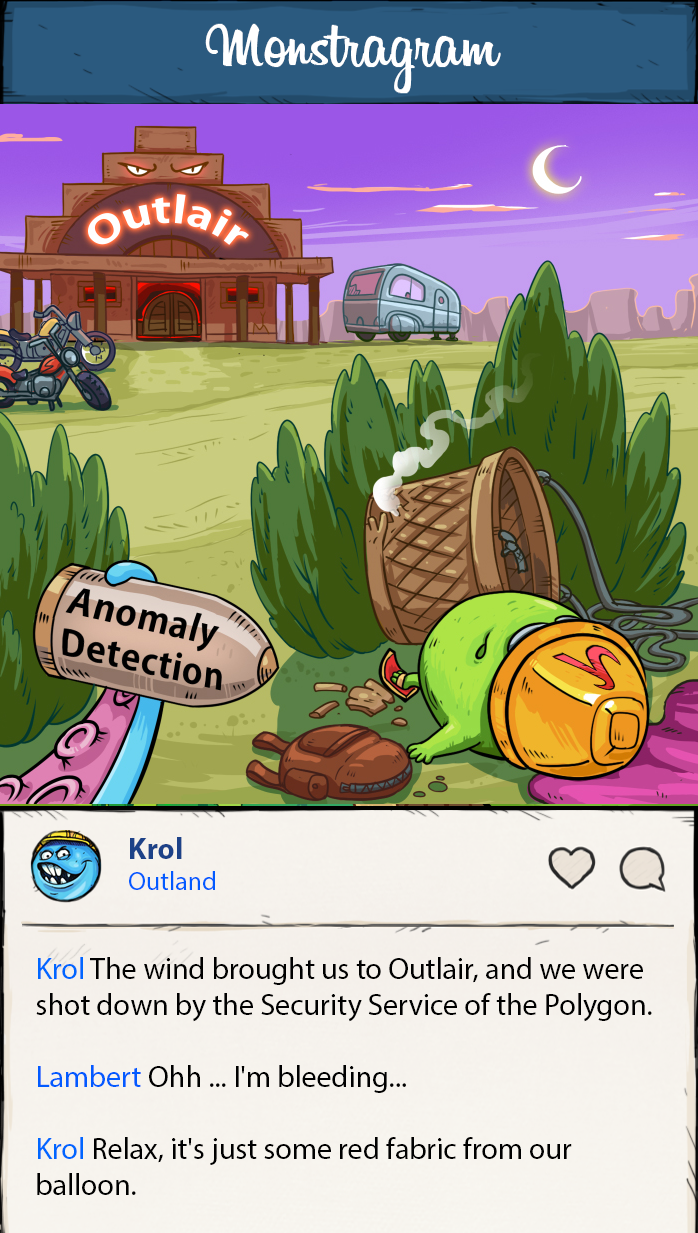 Monstragram
Outlair
Anomaly
Detection
Krol
Outland
Krol The wind brought us to Outlair, and we were
shot down by the Security Service of the Polygon.
Lambert Ohh ... I'm bleeding...
Krol Relax, it's just some red fabric from our
balloon.